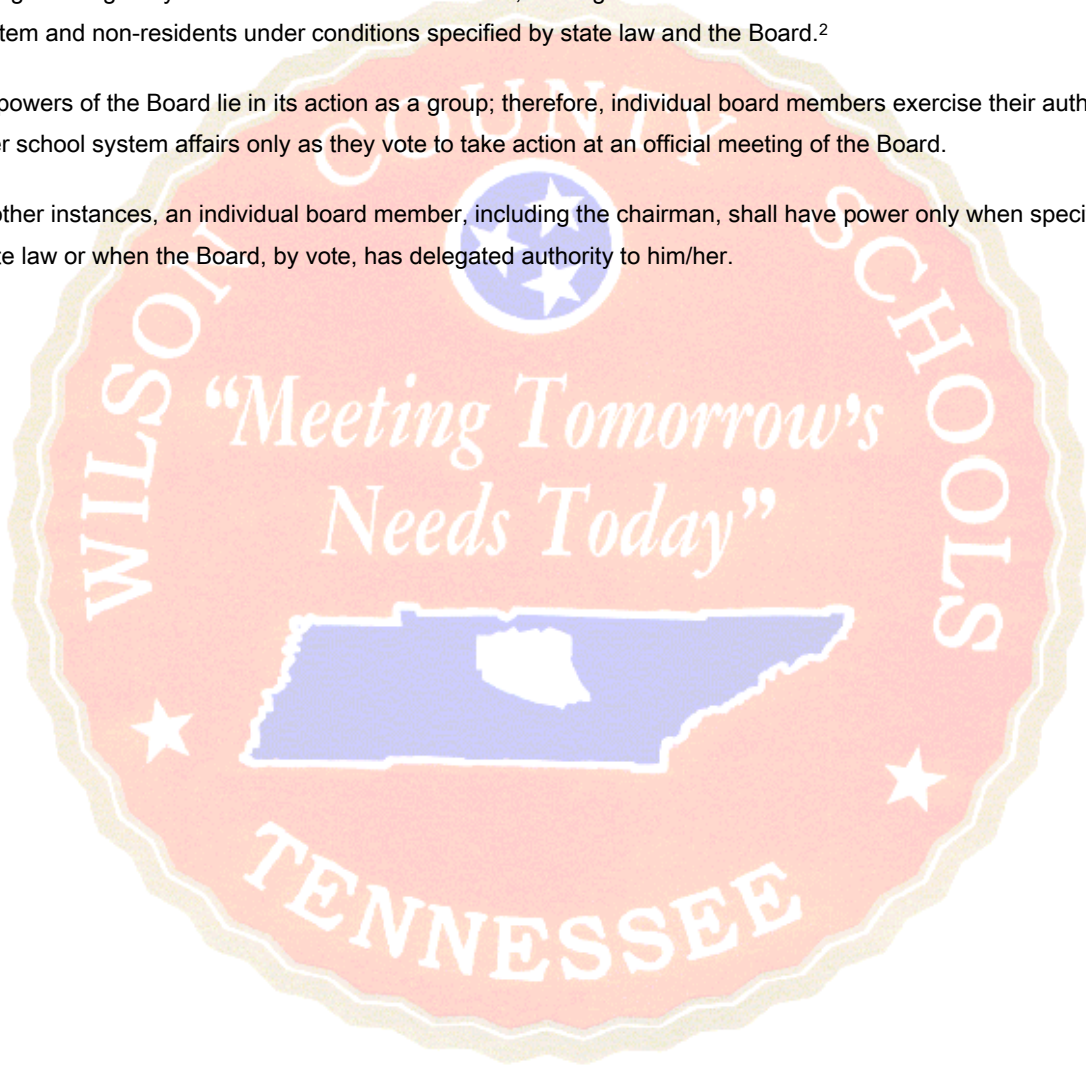 tem and non-residents under conditions specified by state law and the Board.²
powers of the Board lie in its action as a group; therefore, individual board members exercise their auth
r school system affairs only as they vote to take action at an official meeting of the Board.
other instances, an individual board member, including the chairman, shall have power only when speci
te law or when the Board, by vote, has delegated authority to him/her.
WILSON COUNTY SCHOOLS
“Meeting Tomorrow's
Needs Today”
TENNESSEE